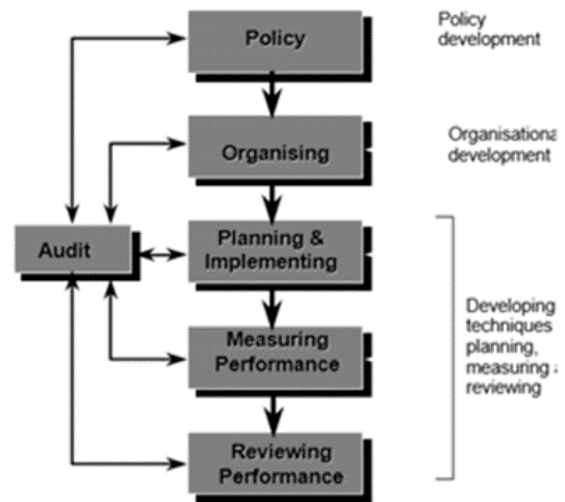 Policy
Policy
development
Organising
Organisationa
development
Audit
Planning &
Implementing
Measuring
Performance
Developing
techniques
planning,
measuring
reviewing
Reviewing
Performance